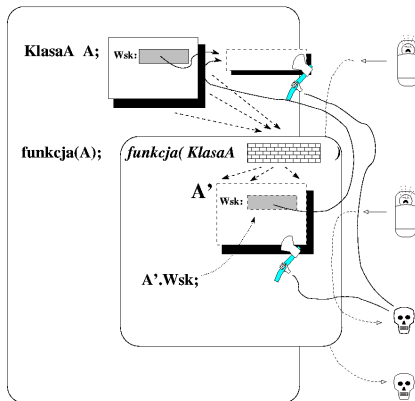 KlasaA A;
Wsk:
funkcja(A);
funkcja( KlasaA )
A'
Wsk:
A'.Wsk;